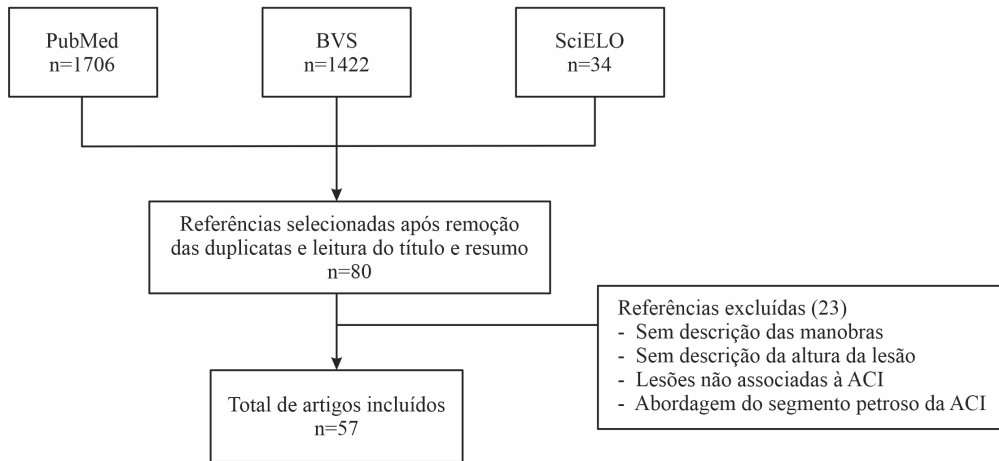 PubMed
n=1706
BVS
n=1422
SciELO
n=34
Referências selecionadas após remoção
das duplicatas e leitura do título e resumo
n=80
Referências excluídas (23)
- Sem descrição das manobras
- Sem descrição da altura da lesão
- Lesões não associadas à ACI
- Abordagem do segmento petroso da ACI
Total de artigos incluídos
n=57